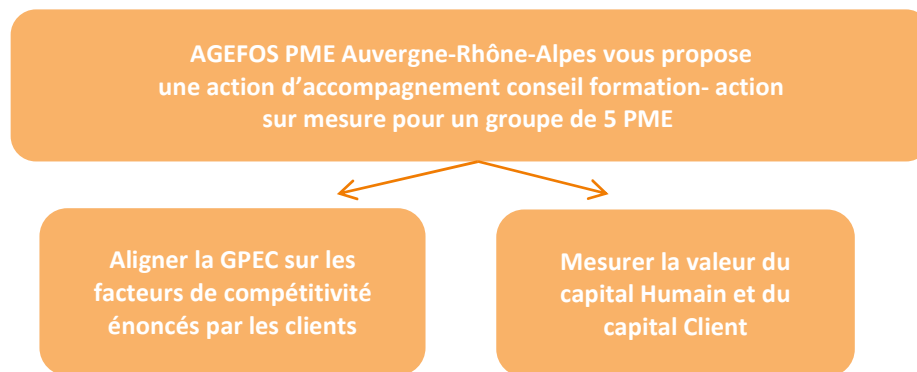 AGEFOS PME Auvergne-Rhône-Alpes vous propose
une action d'accompagnement conseil formation- action
sur mesure pour un groupe de 5 PME
Aligner la GPEC sur les
facteurs de compétitivité
énoncés par les clients
Mesurer la valeur du
capital Humain et du
capital Client